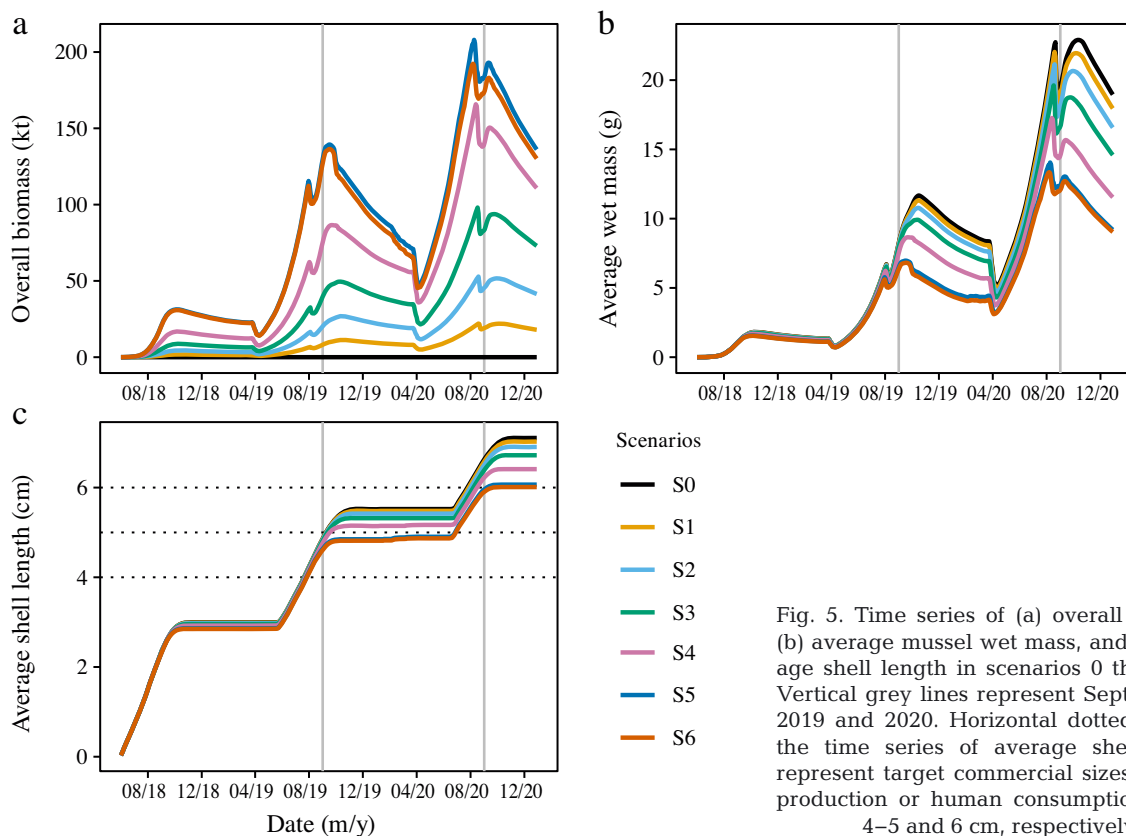 a
Overall biomass (kt)
200
150
100
50
0
08/18 12/18 04/19 08/19 12/19 04/20 08/20 12/20
b
Average wet mass (g)
20
15
10
5
0
08/18 12/18 04/19 08/19 12/19 04/20 08/20 12/20
c
Average shell length (cm)
6
4
2
0
08/18 12/18 04/19 08/19 12/19 04/20 08/20 12/20
Date (m/y)
Scenarios
S0
S1
S2
S3
S4
S5
S6
Fig. 5. Time series of (a) overall
(b) average mussel wet mass, and
age shell length in scenarios 0 th
Vertical grey lines represent Sept
2019 and 2020. Horizontal dotted
the time series of average she
represent target commercial sizes
production or human consumptio
4–5 and 6 cm, respectively